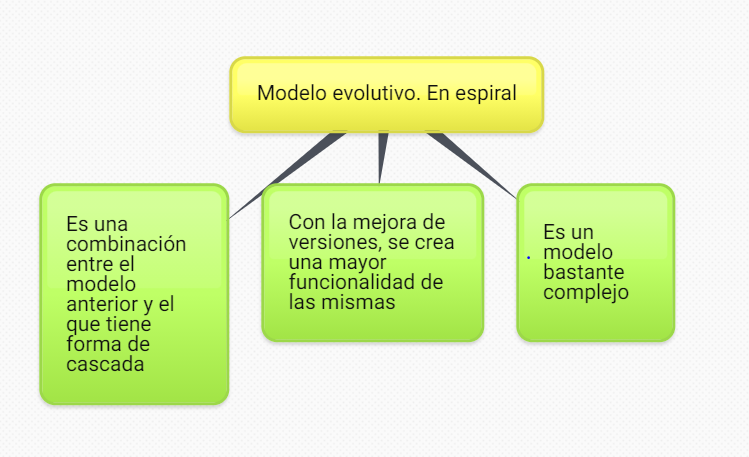 Modelo evolutivo. En espiral
Es una
combinación
entre el
modelo
anterior y el
que tiene
forma de
cascada
Con la mejora de
versiones, se crea
una mayor
funcionalidad de
las mismas
Es un
modelo
bastante
complejo